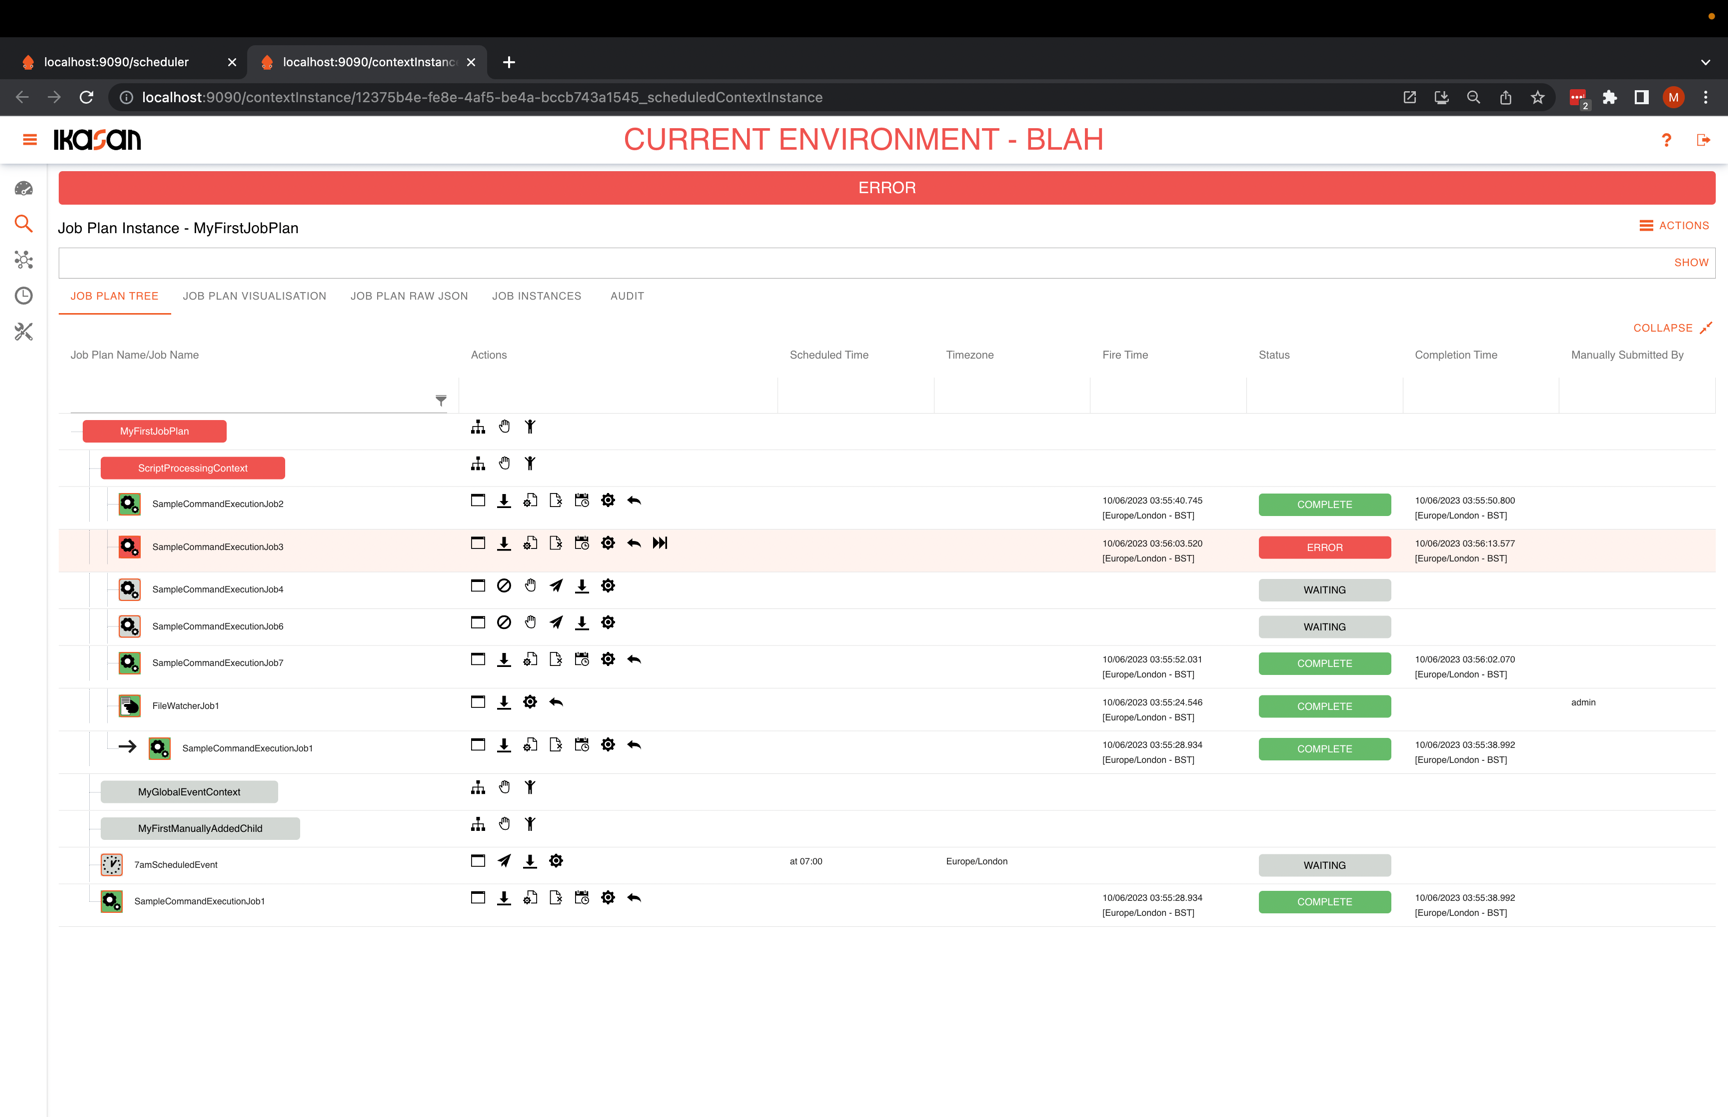 localhost:9090/scheduler
localhost:9090/contextInstanc
localhost:9090/contextInstance/12375b4e-fe8e-4af5-be4a-bccb743a1545_scheduledContextInstance
2
M
IKasan
CURRENT ENVIRONMENT - BLAH
?
ERROR
Job Plan Instance - MyFirstJobPlan
ACTIONS
SHOW
JOB PLAN TREE JOB PLAN VISUALISATION JOB PLAN RAW JSON JOB INSTANCES AUDIT
COLLAPSE
Job Plan Name/Job Name Actions Scheduled Time Timezone Fire Time Status Completion Time Manually Submitted By
MyFirstJobPlan
ScriptProcessingContext
SampleCommandExecutionJob2 10/06/2023 03:55:40.745 COMPLETE 10/06/2023 03:55:50.800
[Europe/London - BST] [Europe/London - BST]
SampleCommandExecutionJob3 10/06/2023 03:56:03.520 ERROR 10/06/2023 03:56:13.577
[Europe/London - BST] [Europe/London - BST]
SampleCommandExecutionJob4 WAITING
SampleCommandExecutionJob6 WAITING
SampleCommandExecutionJob7 10/06/2023 03:55:52.031 COMPLETE 10/06/2023 03:56:02.070
[Europe/London - BST] [Europe/London - BST]
FileWatcherJob1 10/06/2023 03:55:24.546 COMPLETE admin
[Europe/London - BST]
SampleCommandExecutionJob1 10/06/2023 03:55:28.934 COMPLETE 10/06/2023 03:55:38.992
[Europe/London - BST] [Europe/London - BST]
MyGlobalEventContext
MyFirstManuallyAddedChild
7amScheduledEvent at 07:00 Europe/London WAITING
SampleCommandExecutionJob1 10/06/2023 03:55:28.934 COMPLETE 10/06/2023 03:55:38.992
[Europe/London - BST] [Europe/London - BST]